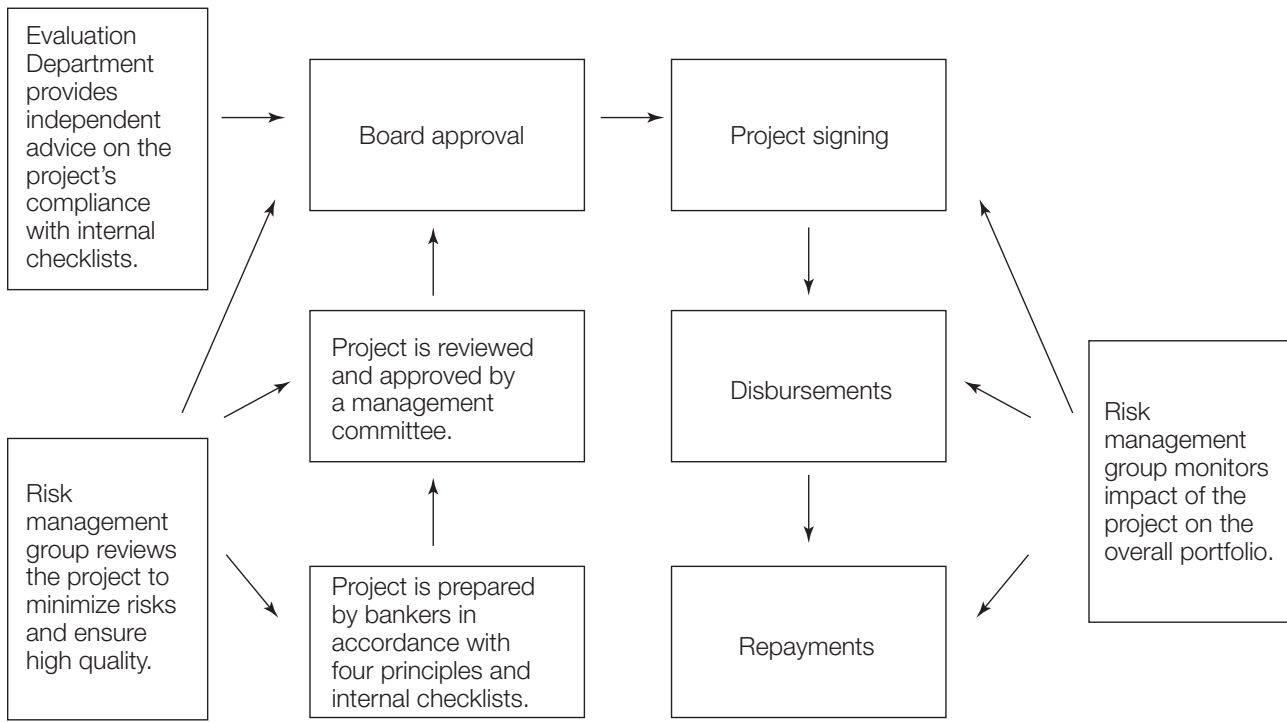 Evaluation
Department
provides
independent
advice on the
project’s
compliance
with internal
checklists.
Board approval
Project signing
Project is reviewed
and approved by
a management
committee.
Disbursements
Risk
management
group monitors
impact of the
project on the
overall portfolio.
Risk
management
group reviews
the project to
minimize risks
and ensure
high quality.
Project is prepared
by bankers in
accordance with
four principles and
internal checklists.
Repayments